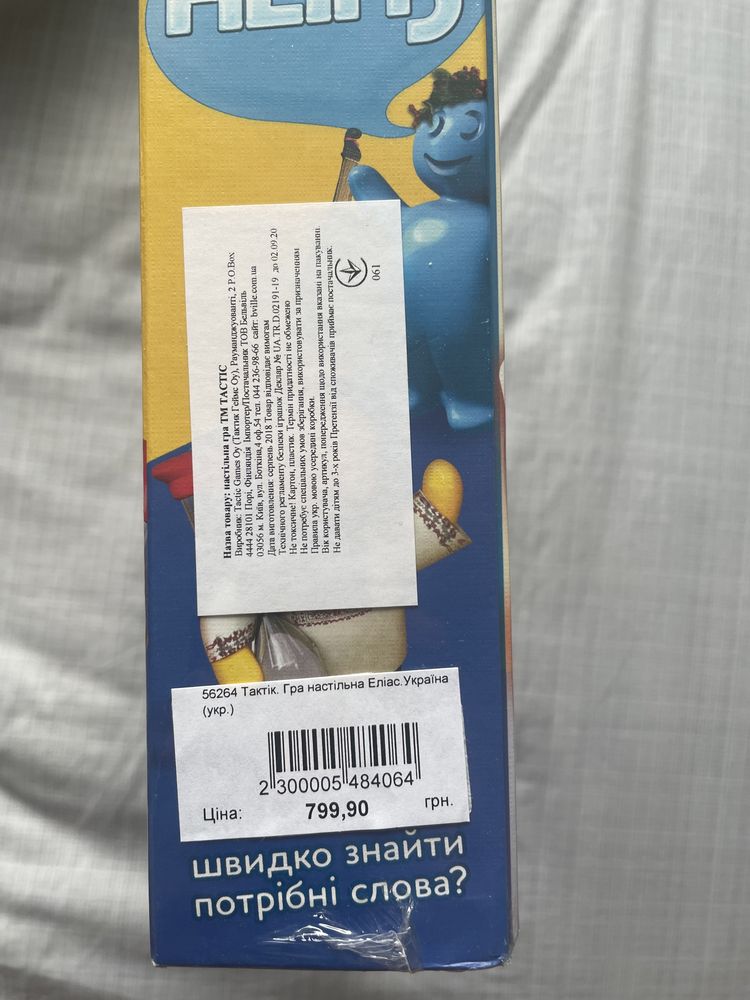 Назва товару: настільна гра ТМ TACTIC
Виробник: Tactic Games Oy (Тактик Геймс Оу), Рауманджуовантi, 2 P.O.Box
4444 28101 Порі, Фінляндія Імпортер/Постачальник ТОВ Бельвіль
03056 м. Київ, вул. Боткіна,4 оф.54 тел. 044 236-98-66 сайт: bville.com.ua
Дата виготовлення: серпень 2018 Товар відповідає вимогам
Технічного регламенту безпеки іграшок Деклар № UA.TR.D.02191-19 до 02.09.20
Не токсичне! Картон, пластик. Термін придатності не обмежено
Не потребує спеціальних умов зберігання, використовувати за призначенням
Правила укр. мовою усередині коробки.
Вік користувача, артикул, попередження щодо використання вказані на пакуванні.
Не давати дітям до 3-х років Претензії від споживачів приймає постачальник.
061
56264 Тактік. Гра настільна Еліас.Україна
(укр.)
2 300005 484064
Ціна: 799,90 грн.
швидко знайти
потрібні слова?